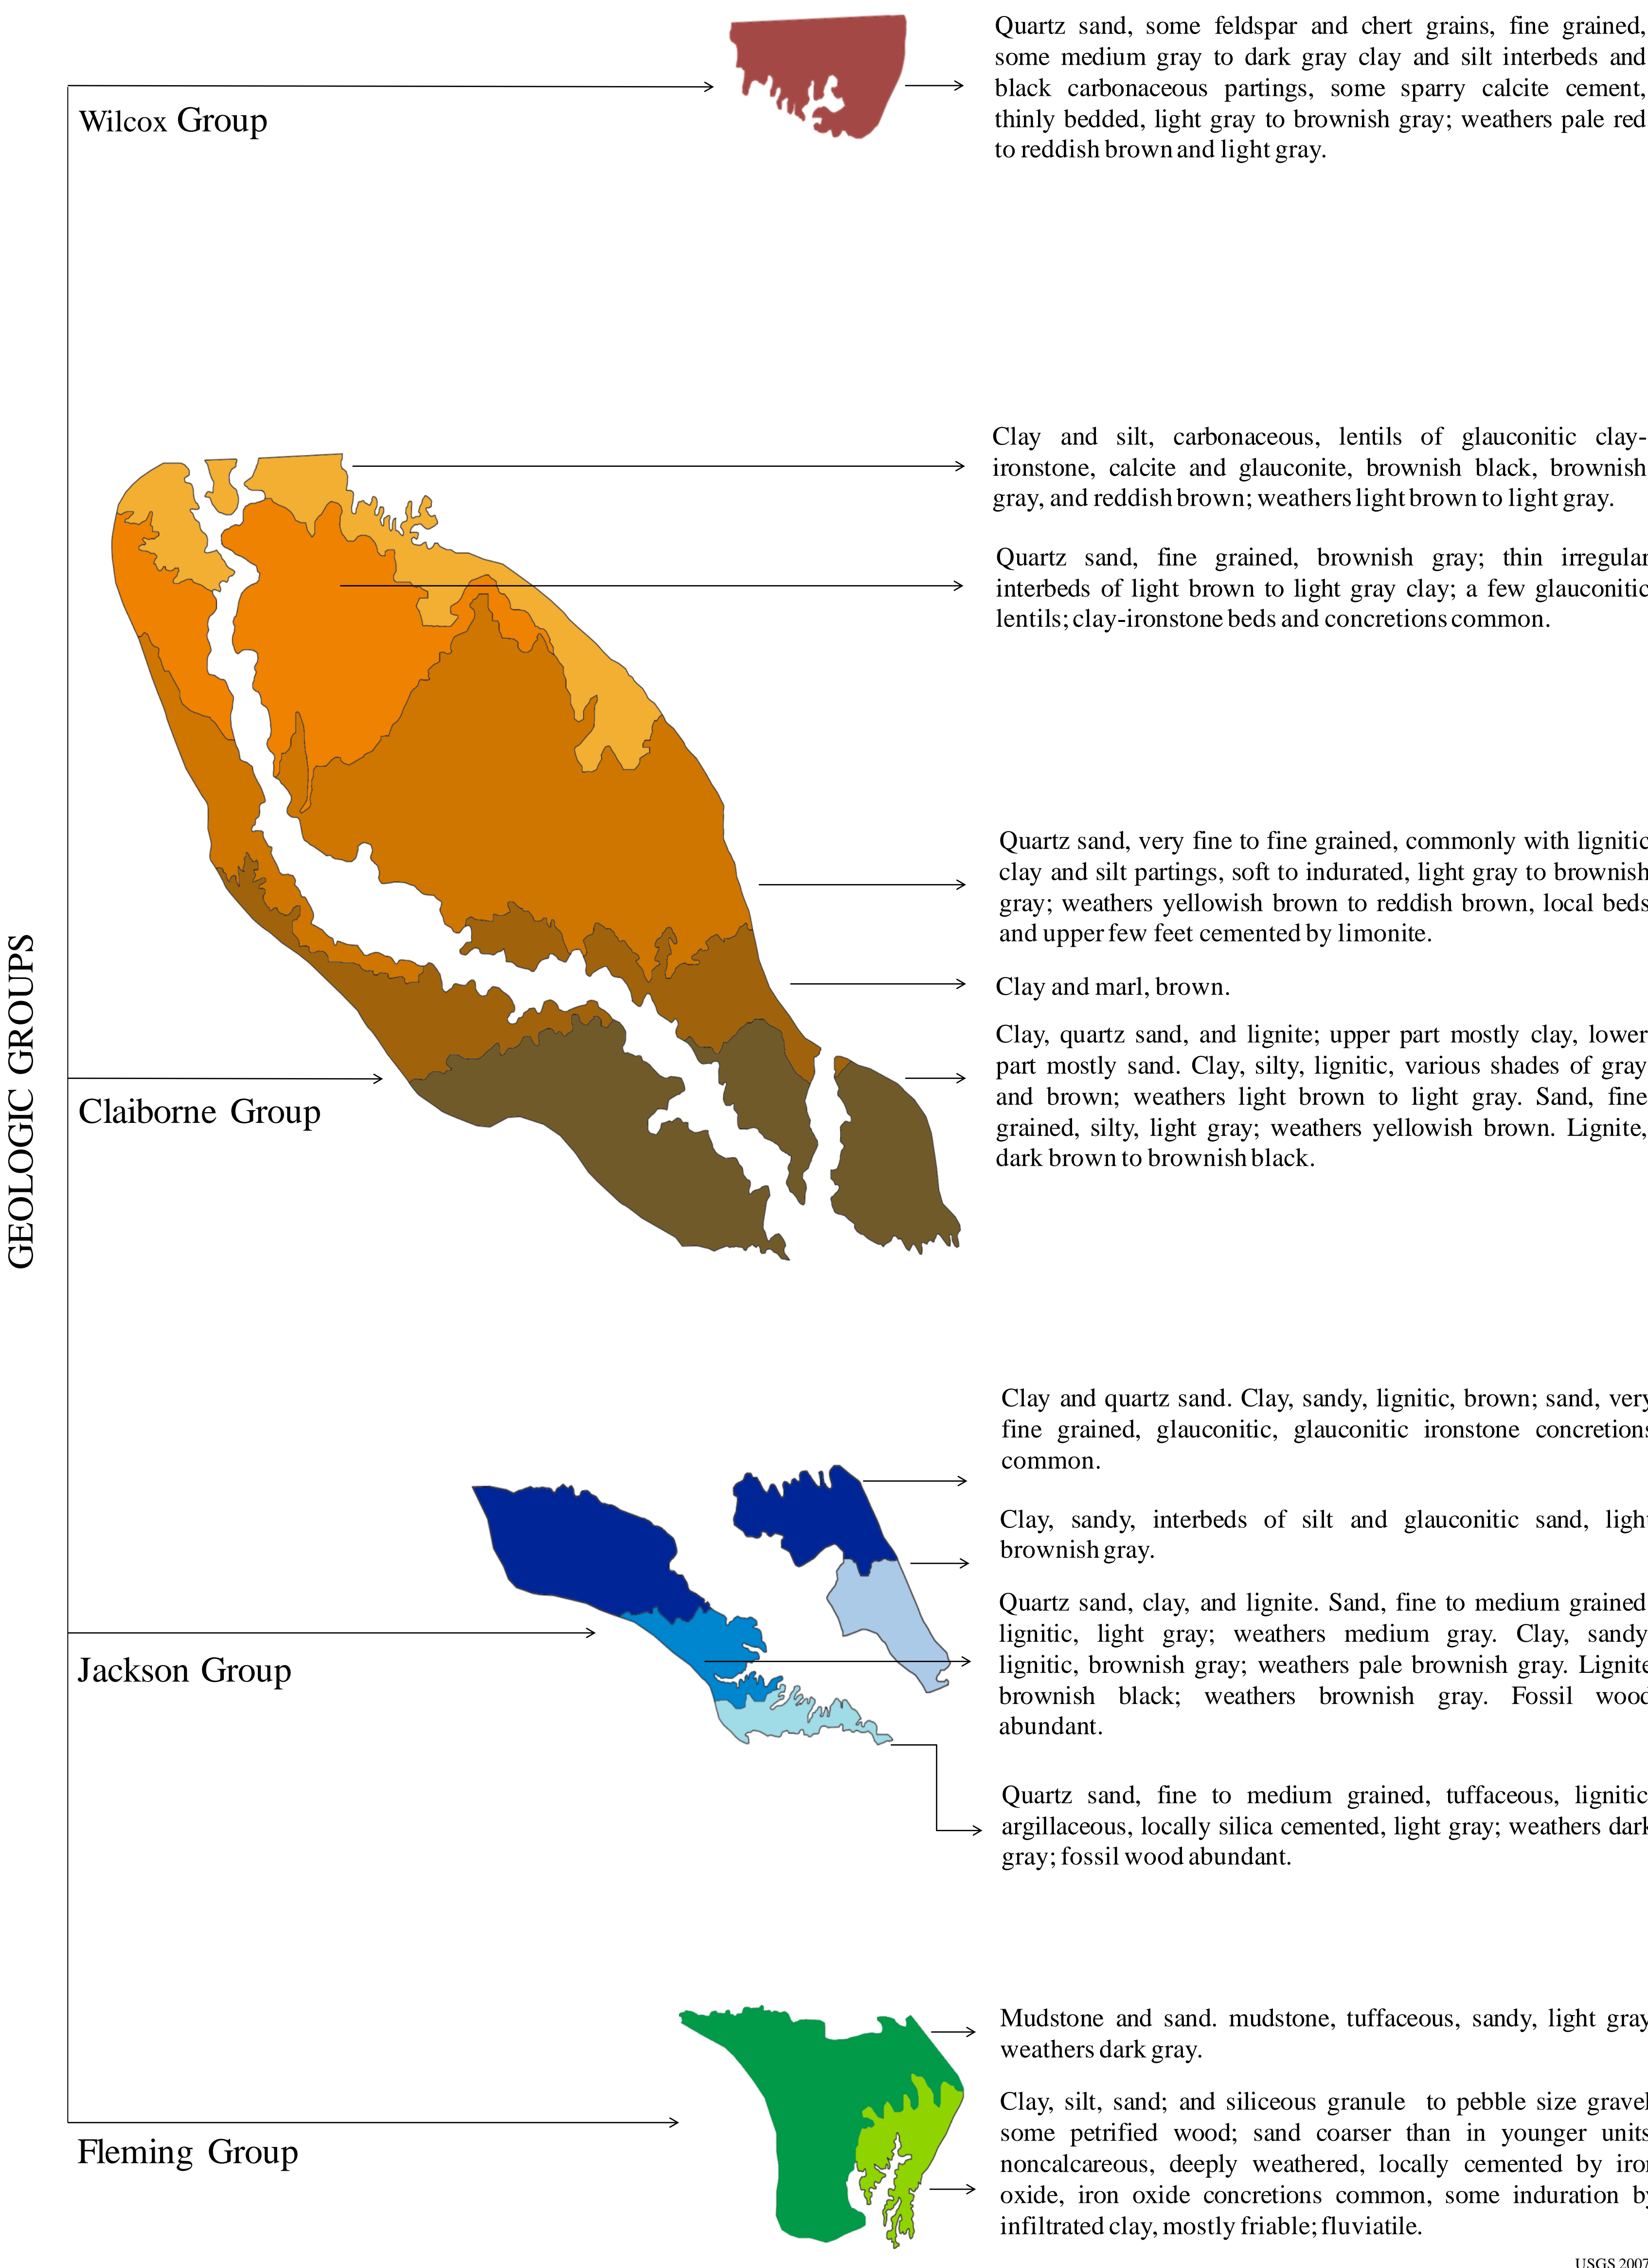 Quartz sand, some feldspar and chert grains, fine grained,
some medium gray to dark gray clay and silt interbeds and
black carbonaceous partings, some sparry calcite cement,
thinly bedded, light gray to brownish gray; weathers pale red
to reddish brown and light gray.
Wilcox Group
Clay and silt, carbonaceous, lentils of glauconitic clay-
ironstone, calcite and glauconite, brownish black, brownish
gray, and reddish brown; weathers light brown to light gray.
Quartz sand, fine grained, brownish gray; thin irregular
interbeds of light brown to light gray clay; a few glauconitic
lentils; clay-ironstone beds and concretions common.
Quartz sand, very fine to fine grained, commonly with lignitic
clay and silt partings, soft to indurated, light gray to brownish
gray; weathers yellowish brown to reddish brown, local beds
and upper few feet cemented by limonite.
Clay and marl, brown.
Clay, quartz sand, and lignite; upper part mostly clay, lower
part mostly sand. Clay, silty, lignitic, various shades of gray
and brown; weathers light brown to light gray. Sand, fine
grained, silty, light gray; weathers yellowish brown. Lignite,
dark brown to brownish black.
Claiborne Group
GEOLOGIC GROUPS
Clay and quartz sand. Clay, sandy, lignitic, brown; sand, very
fine grained, glauconitic, glauconitic ironstone concretions
common.
Clay, sandy, interbeds of silt and glauconitic sand, light
brownish gray.
Quartz sand, clay, and lignite. Sand, fine to medium grained
lignitic, light gray; weathers medium gray. Clay, sandy
lignitic, brownish gray; weathers pale brownish gray. Lignite
brownish black; weathers brownish gray. Fossil wood
abundant.
Jackson Group
Quartz sand, fine to medium grained, tuffaceous, lignitic
argillaceous, locally silica cemented, light gray; weathers dark
gray; fossil wood abundant.
Mudstone and sand. mudstone, tuffaceous, sandy, light gray
weathers dark gray.
Clay, silt, sand; and siliceous granule to pebble size gravel
some petrified wood; sand coarser than in younger units
noncalcareous, deeply weathered, locally cemented by iron
oxide, iron oxide concretions common, some induration by
infiltrated clay, mostly friable; fluviatile.
Fleming Group
USGS 2007